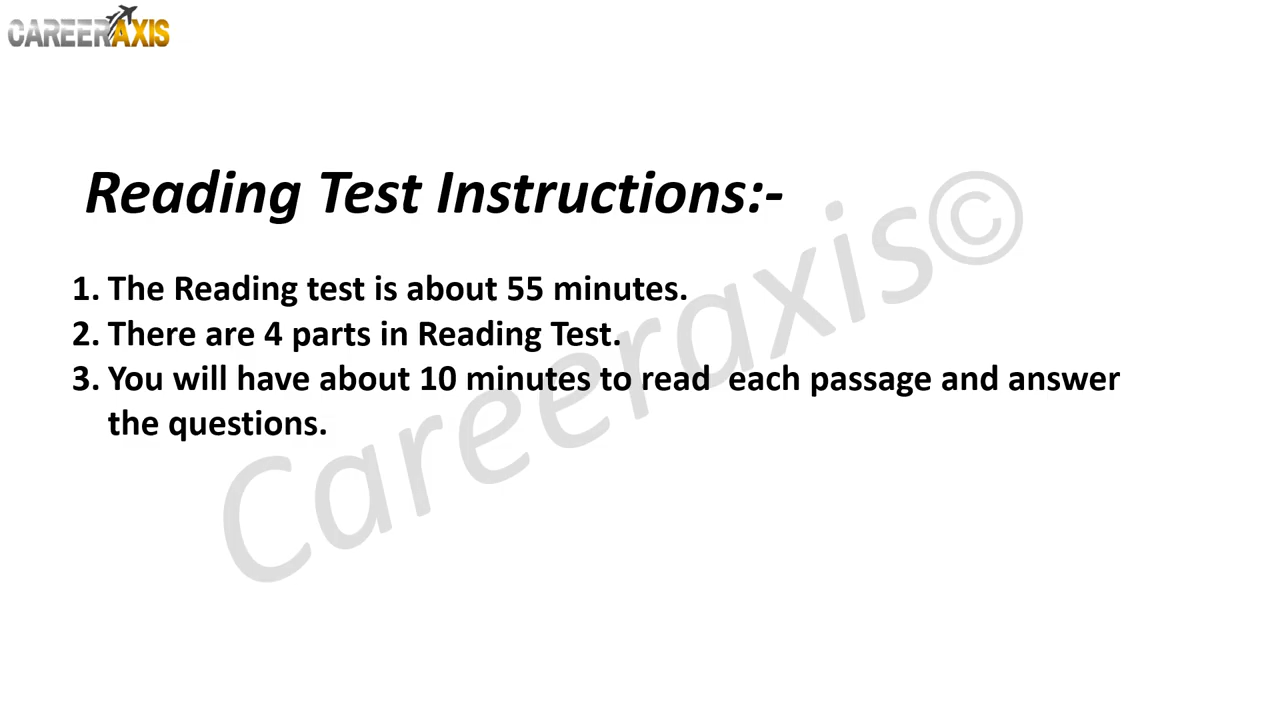 CAREERAXIS
Reading Test Instructions:-
1. The Reading test is about 55 minutes.
2. There are 4 parts in Reading Test.
3. You will have about 10 minutes to read  each passage and answer
the questions.
Careeraxis©